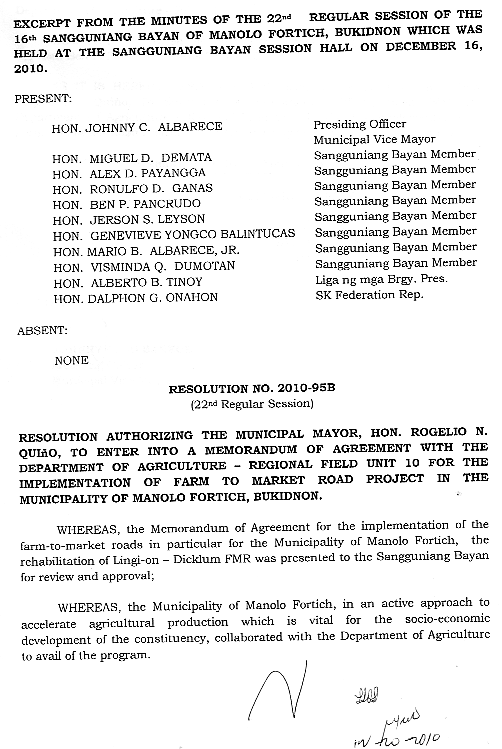 EXCERPT FROM THE MINUTES OF THE 22nd REGULAR SESSION OF THE
16th SANGGUNIANG BAYAN OF MANOLO FORTICH, BUKIDNON WHICH WAS
HELD AT THE SANGGUNIANG BAYAN SESSION HALL ON DECEMBER 16,
2010.
PRESENT:
HON. JOHNNY C. ALBARECE Presiding Officer
Municipal Vice Mayor
HON. MIGUEL D. DEMATA Sangguniang Bayan Member
HON. ALEX D. PAYANGGA Sangguniang Bayan Member
HON. RONULFO D. GANAS Sangguniang Bayan Member
HON. BEN P. PANCRUDO Sangguniang Bayan Member
HON. JERSON S. LEYSON Sangguniang Bayan Member
HON. GENEVIEVE YONGCO BALINTUCAS Sangguniang Bayan Member
HON. MARIO B. ALBARECE, JR. Sangguniang Bayan Member
HON. VISMINDA Q. DUMOTAN Sangguniang Bayan Member
HON. ALBERTO B. TINOY Liga ng mga Brgy. Pres.
HON. DALPHON G. ONAHON SK Federation Rep.
ABSENT:
NONE
RESOLUTION NO. 2010-95B
(22nd Regular Session)
RESOLUTION AUTHORIZING THE MUNICIPAL MAYOR, HON. ROGELIO N.
QUIÑO, TO ENTER INTO A MEMORANDUM OF AGREEMENT WITH THE
DEPARTMENT OF AGRICULTURE – REGIONAL FIELD UNIT 10 FOR THE
IMPLEMENTATION OF FARM TO MARKET ROAD PROJECT IN THE
MUNICIPALITY OF MANOLO FORTICH, BUKIDNON.
WHEREAS, the Memorandum of Agreement for the implementation of the
farm-to-market roads in particular for the Municipality of Manolo Fortich, the
rehabilitation of Lingi-on – Dicklum FMR was presented to the Sangguniang Bayan
for review and approval;
WHEREAS, the Municipality of Manolo Fortich, in an active approach to
accelerate agricultural production which is vital for the socio-economic
development of the constituency, collaborated with the Department of Agriculture
to avail of the program.